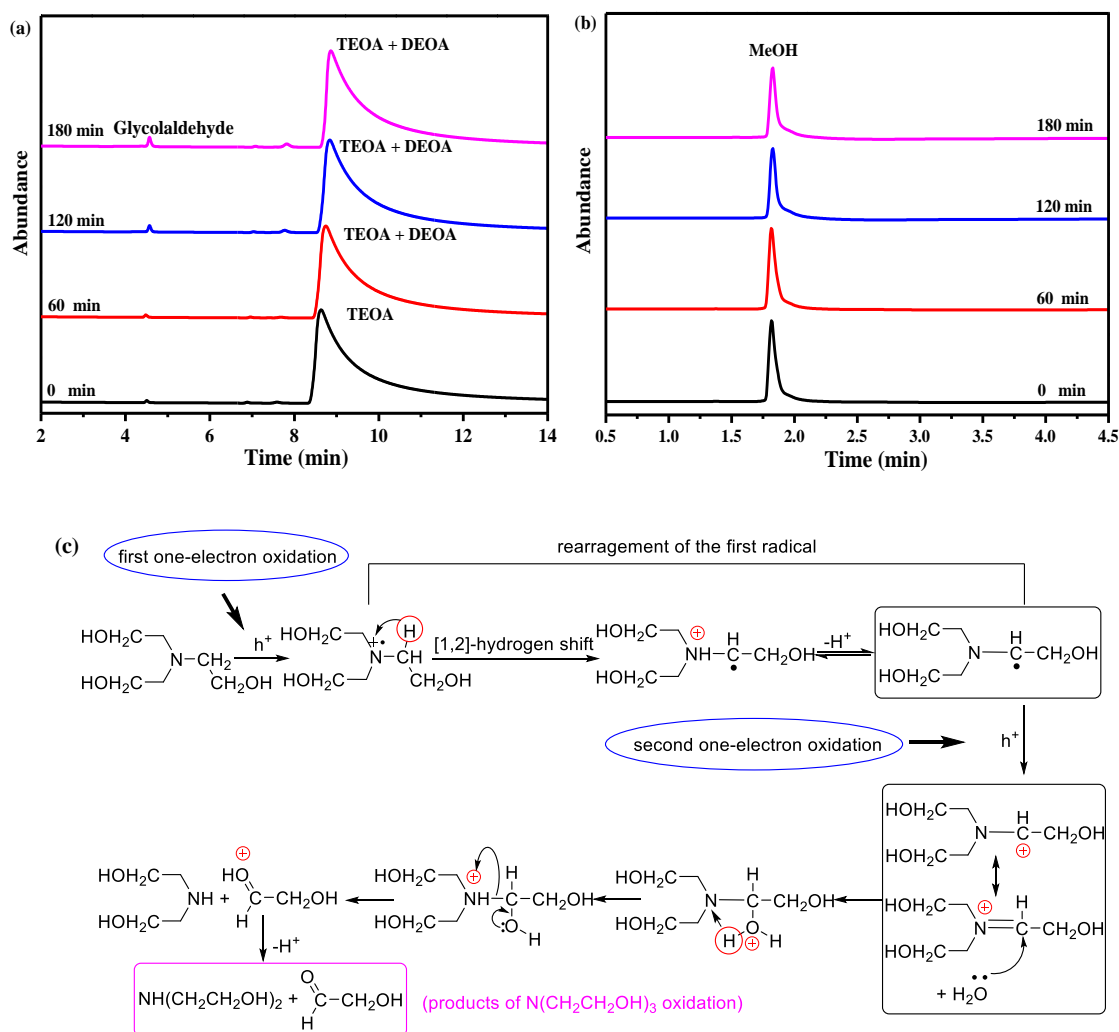 (a)
TEOA + DEOA
180 min
Glycolaldehyde
TEOA + DEOA
120 min
TEOA + DEOA
60 min
TEOA
0 min
Abundance
2 4 6 8 10 12 14
Time (min)
(b)
MeOH
180 min
120 min
60 min
0 min
Abundance
0.5 1.0 1.5 2.0 2.5 3.0 3.5 4.0 4.5
Time (min)
(c)
first one-electron oxidation
rearragement of the first radical
HOH2C
N
CH2
HOH2C
CH2OH
h+
HOH2C
H
+•
N
CH
HOH2C
CH2OH
[1,2]-hydrogen shift
HOH2C
+
H
NH
C
CH2OH
•
HOH2C
-H+
HOH2C
H
N
C
CH2OH
•
HOH2C
second one-electron oxidation
h+
HOH2C
H
N
C
CH2OH
+
HOH2C
HOH2C
+
H
N
C
CH2OH
HOH2C
+ H2O
H
HOH2C
N
C
CH2OH
HOH2C
H
O
H
+
HOH2C
+
H
NH
C
CH2OH
HOH2C
O
H
HOH2C
NH
HOH2C
+
+
HO
CH2OH
H
-H+
NH(CH2CH2OH)2 +
O
CH2OH
H
(products of N(CH2CH2OH)3 oxidation)